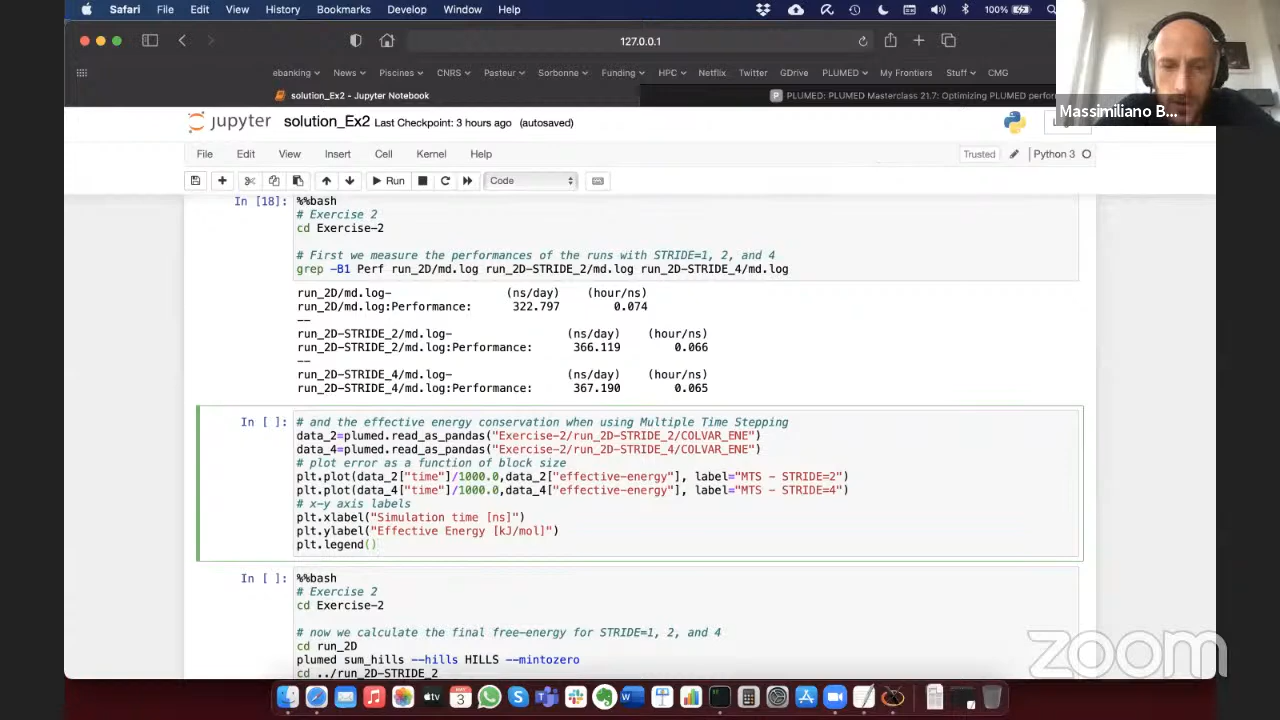 Safari File Edit View History Bookmarks Develop Window Help 100%
127.0.0.1
ebanking News Piscines CNRS Pasteur Sorbonne Funding HPC Netflix Twitter GDrive PLUMED My Frontiers Stuff CMG
solution_Ex2 - Jupyter Notebook
P PLUMED: PLUMED Masterclass 21.7: Optimizing PLUMED perfor
Massimiliano B...
jupyter solution_Ex2 Last Checkpoint: 3 hours ago (autosaved)
File Edit View Insert Cell Kernel Help Trusted Python 3
Run Code
In [18]: %%bash
# Exercise 2
cd Exercise-2
# First we measure the performances of the runs with STRIDE=1, 2, and 4
grep -B1 Perf run_2D/md.log run_2D-STRIDE_2/md.log run_2D-STRIDE_4/md.log
run_2D/md.log- (ns/day) (hour/ns)
run_2D/md.log:Performance: 322.797 0.074
--
run_2D-STRIDE_2/md.log- (ns/day) (hour/ns)
run_2D-STRIDE_2/md.log:Performance: 366.119 0.066
--
run_2D-STRIDE_4/md.log- (ns/day) (hour/ns)
run_2D-STRIDE_4/md.log:Performance: 367.190 0.065
In [ ]: # and the effective energy conservation when using Multiple Time Stepping
data_2=plumed.read_as_pandas("Exercise-2/run_2D-STRIDE_2/COLVAR_ENE")
data_4=plumed.read_as_pandas("Exercise-2/run_2D-STRIDE_4/COLVAR_ENE")
# plot error as a function of block size
plt.plot(data_2["time"]/1000.0,data_2["effective-energy"], label="MTS - STRIDE=2")
plt.plot(data_4["time"]/1000.0,data_4["effective-energy"], label="MTS - STRIDE=4")
# x-y axis labels
plt.xlabel("Simulation time [ns]")
plt.ylabel("Effective Energy [kJ/mol]")
plt.legend()
In [ ]: %%bash
# Exercise 2
cd Exercise-2
# now we calculate the final free-energy for STRIDE=1, 2, and 4
cd run_2D
plumed sum_hills --hills HILLS --mintozero
cd ../run_2D-STRIDE_2
zoom